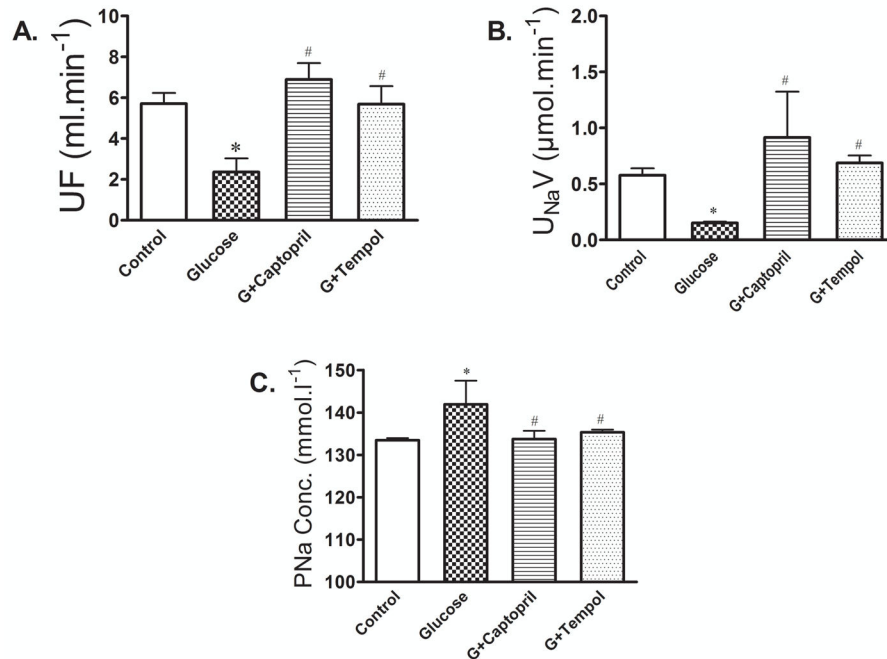 A.
UF (ml.min⁻¹)
10
8
6
4
2
0
*
#
#
Control
Glucose
G+Captopril
G+Tempol
B.
U_NaV (µmol.min⁻¹)
2.0
1.5
1.0
0.5
0.0
*
#
#
Control
Glucose
G+Captopril
G+Tempol
C.
PNa Conc. (mmol.l⁻¹)
150
140
130
120
110
100
*
#
#
Control
Glucose
G+Captopril
G+Tempol